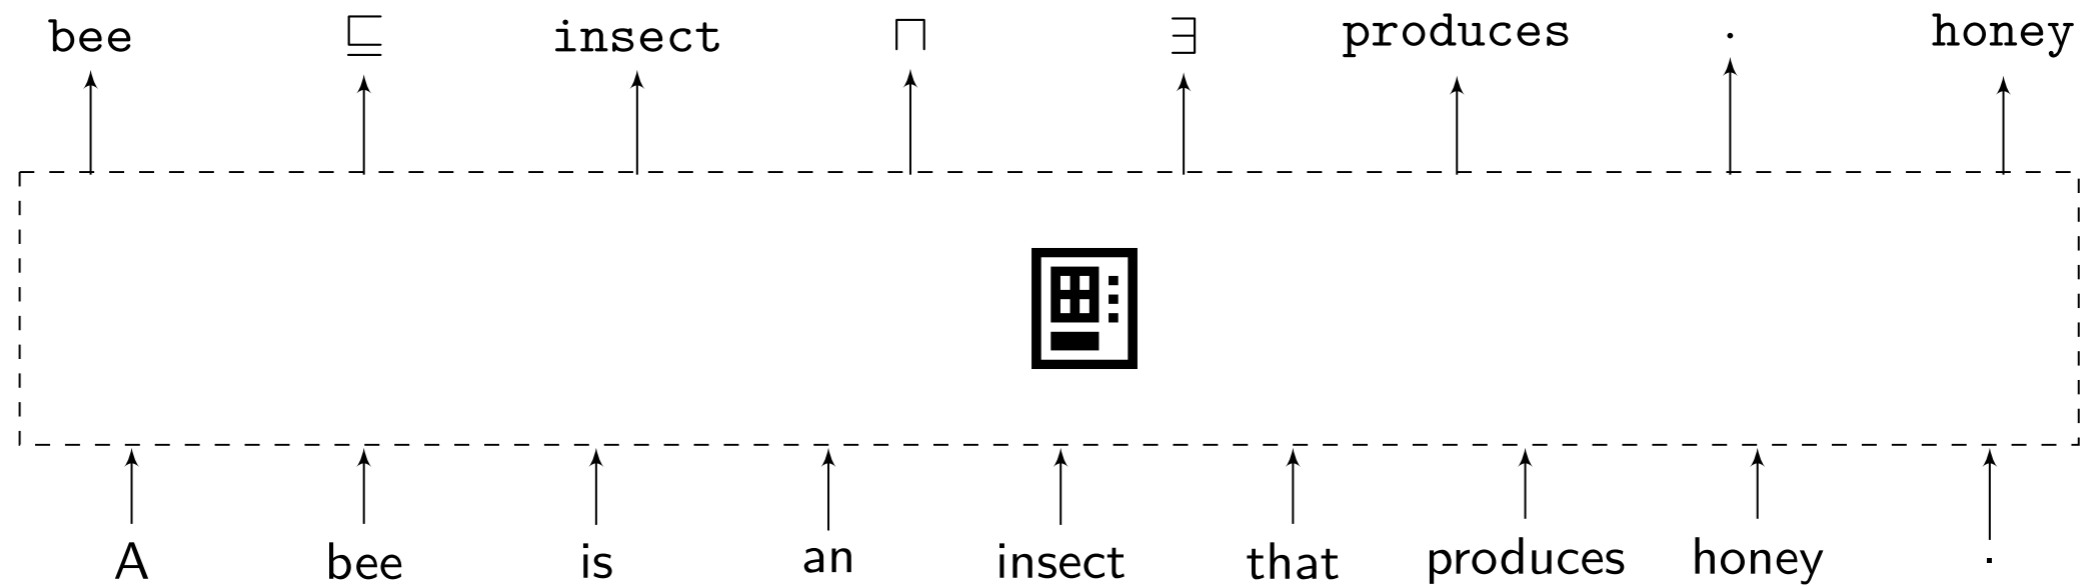 bee ⊑ insect ⊓ ∃ produces . honey
A bee is an insect that produces honey .